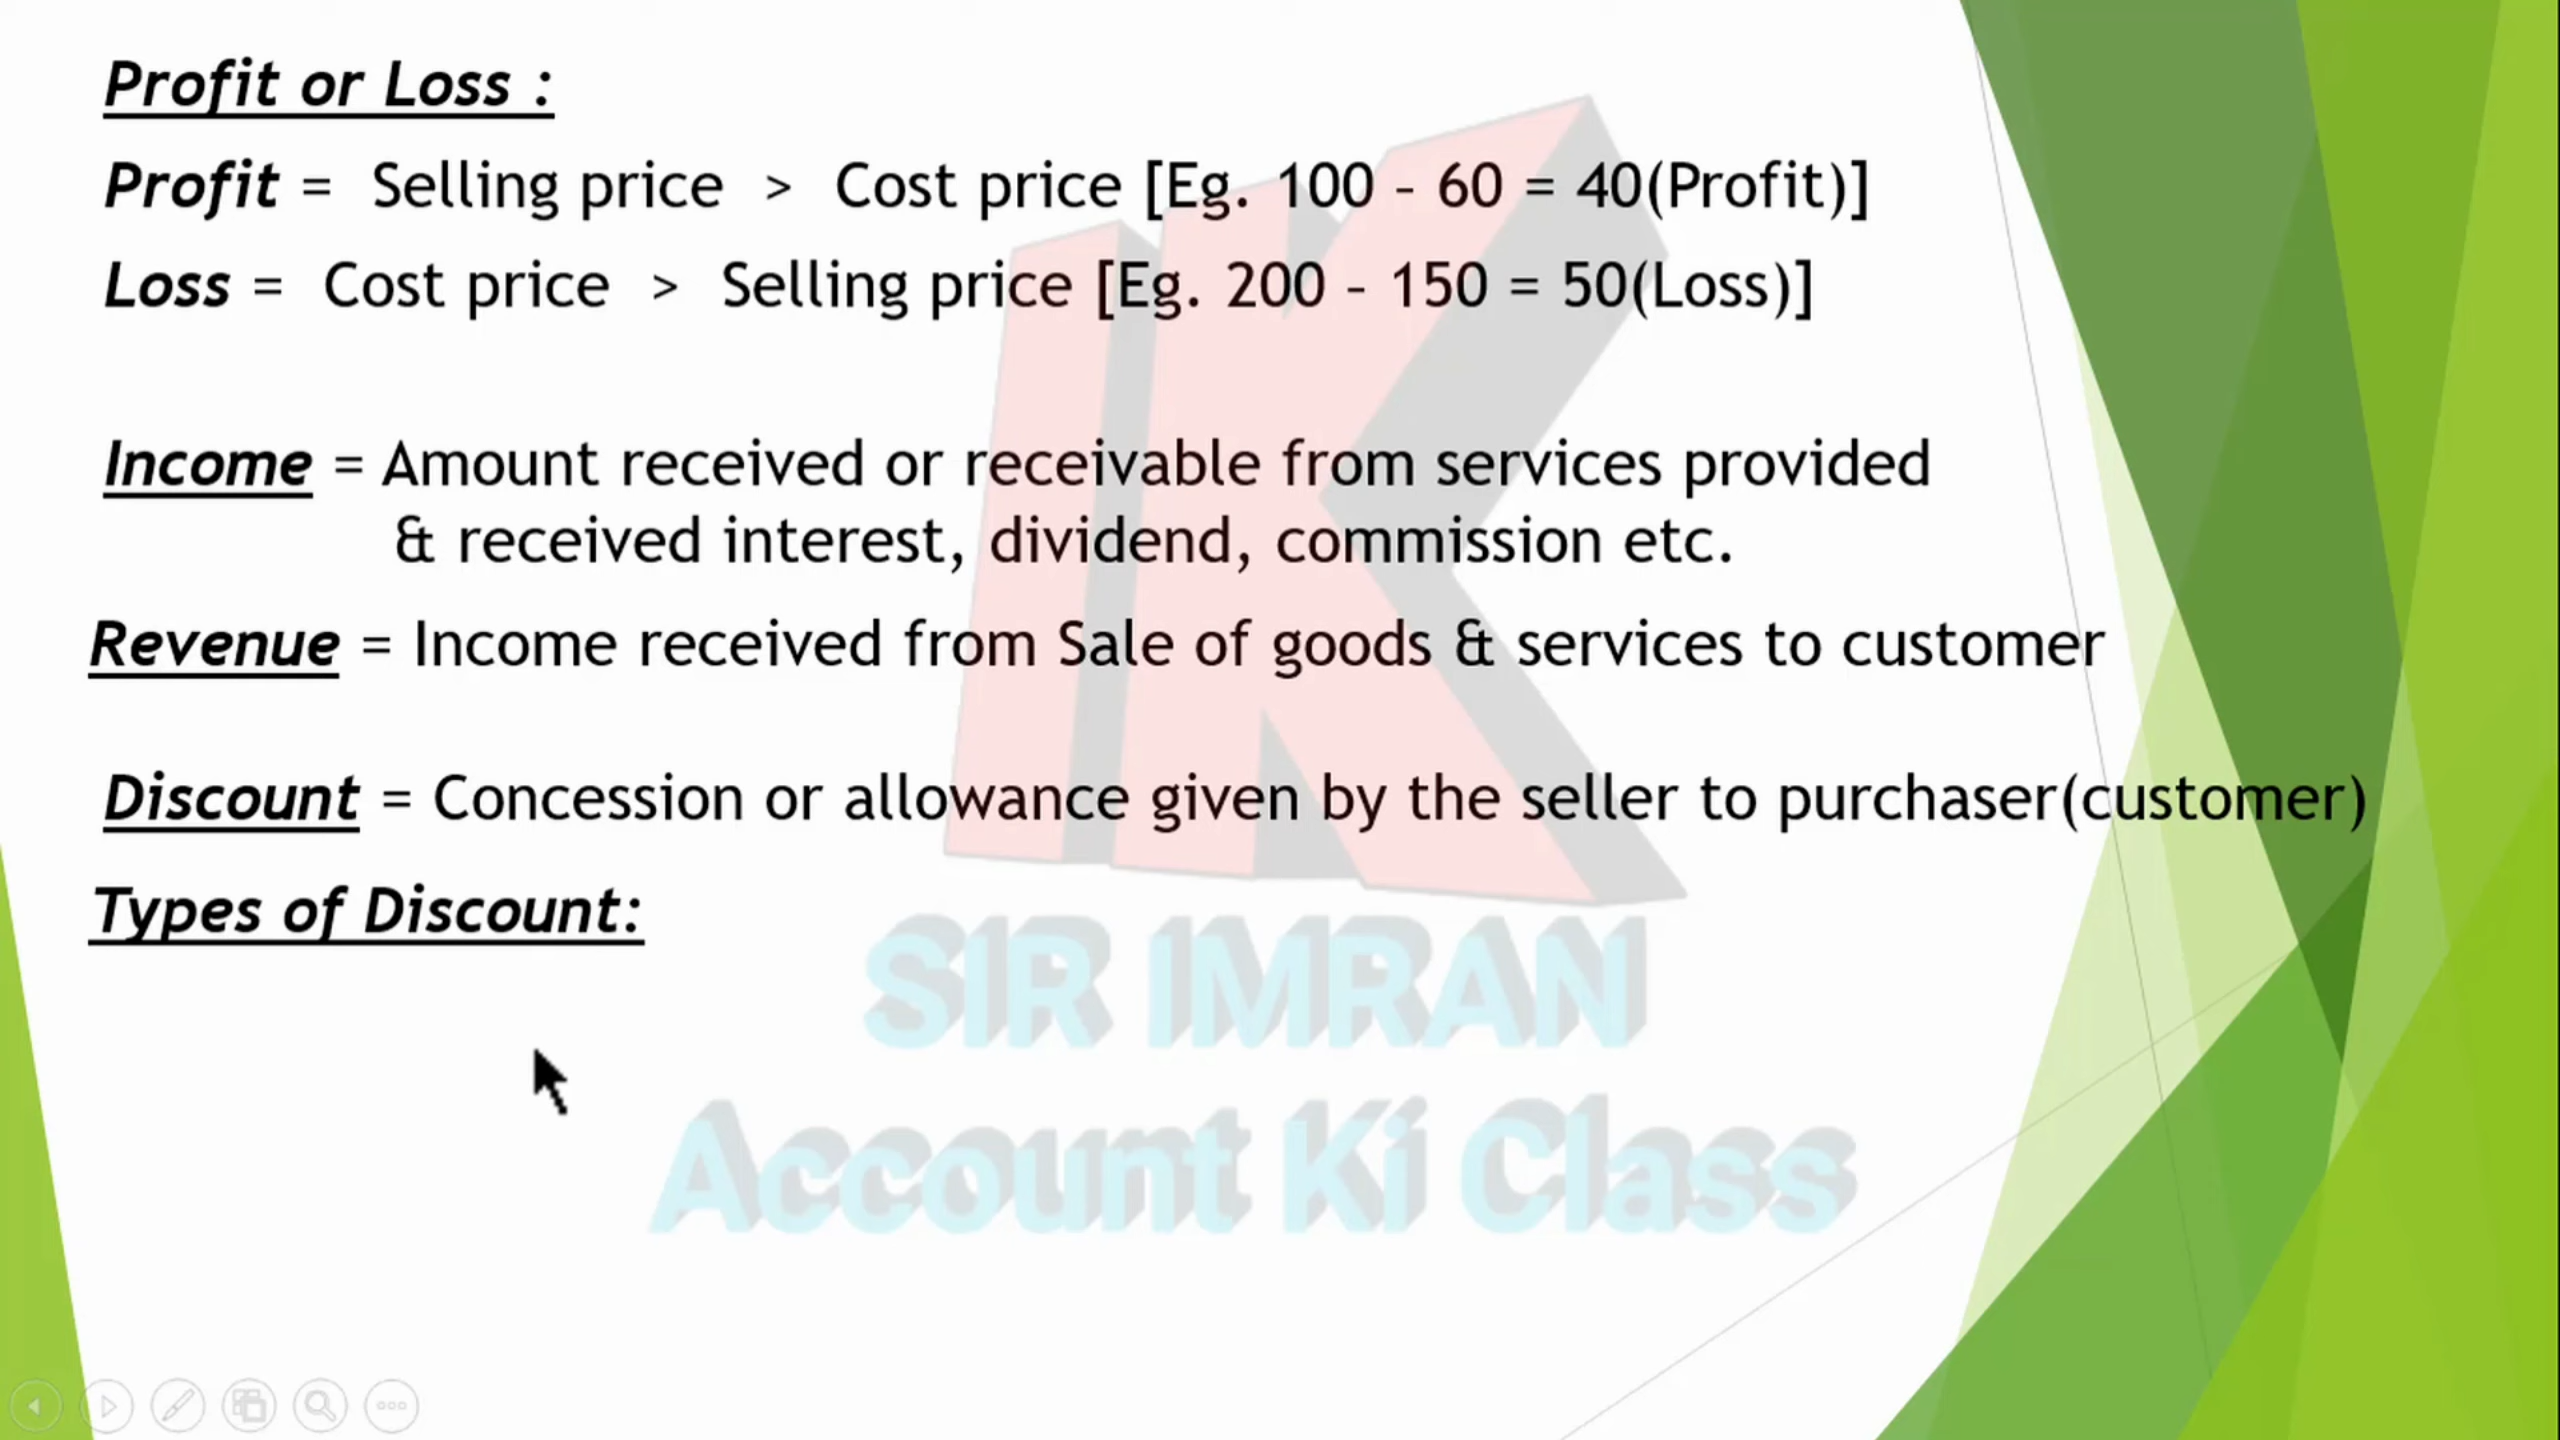 Profit or Loss :
Profit = Selling price > Cost price [Eg. 100 – 60 = 40(Profit)]
Loss = Cost price > Selling price [Eg. 200 – 150 = 50(Loss)]
Income = Amount received or receivable from services provided
& received interest, dividend, commission etc.
Revenue = Income received from Sale of goods & services to customer
Discount = Concession or allowance given by the seller to purchaser(customer)
Types of Discount:
IK
SIR IMRAN
Account Ki Class